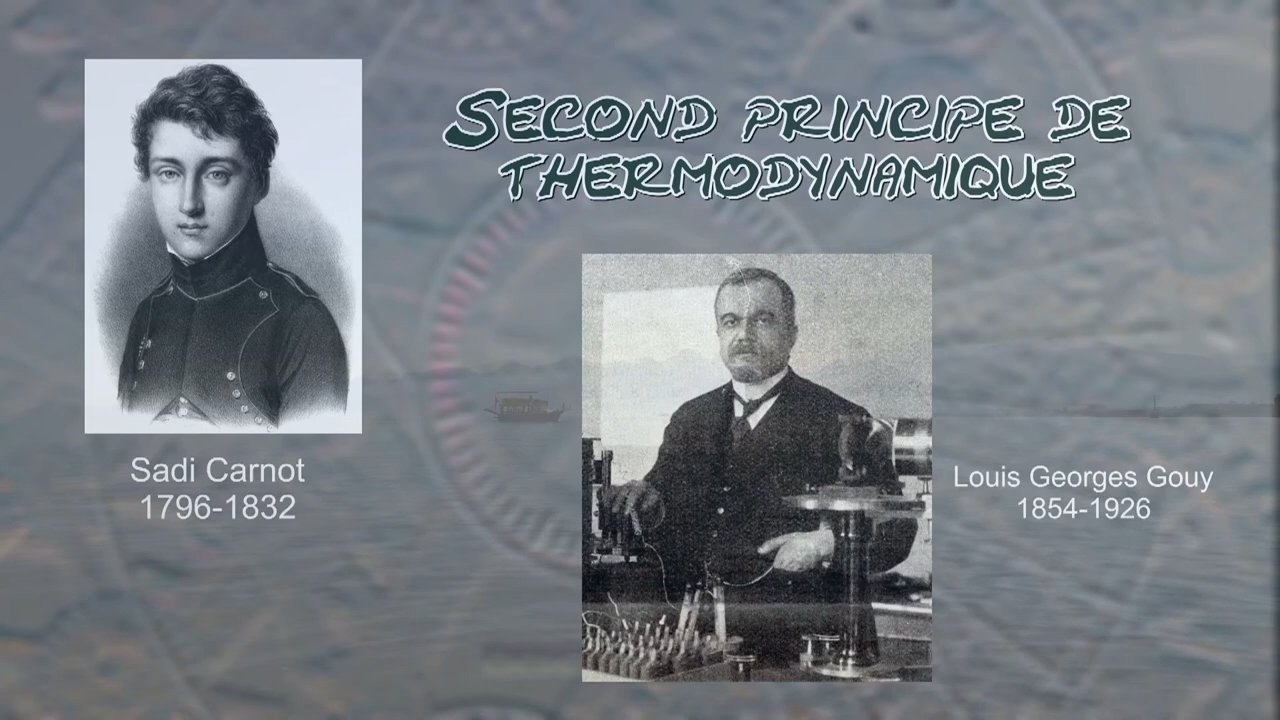 SECOND PRINCIPE DE
THERMODYNAMIQUE
Sadi Carnot
1796-1832
Louis Georges Gouy
1854-1926